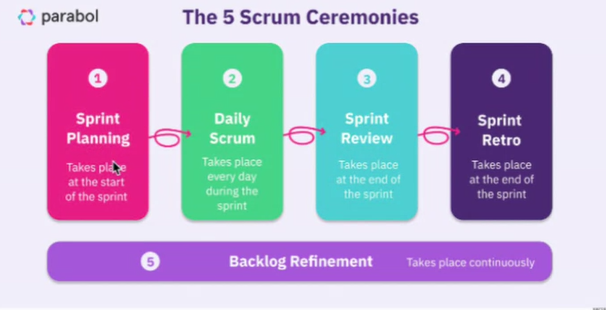 parabol
The 5 Scrum Ceremonies
1
Sprint
Planning
Takes place
at the start
of the sprint
2
Daily
Scrum
Takes place
every day
during the
sprint
3
Sprint
Review
Takes place
at the end of
the sprint
4
Sprint
Retro
Takes place
at the end of
the sprint
5
Backlog Refinement
Takes place continuously